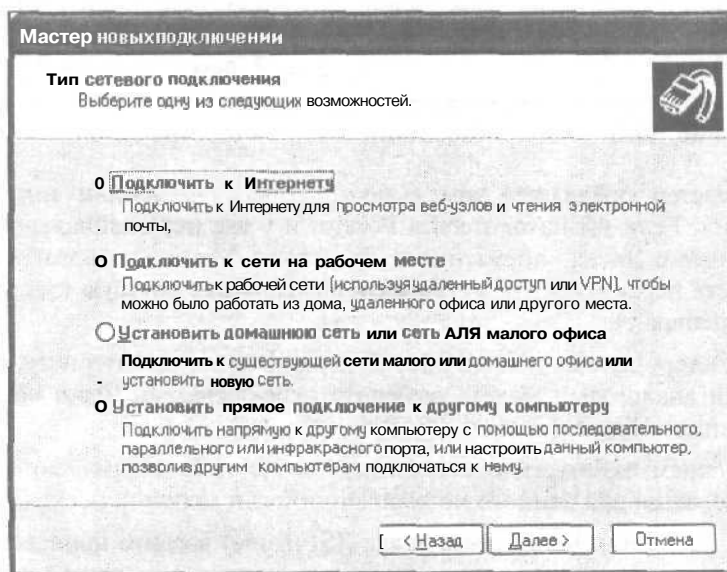 Мастер новыхподключении
Тип сетевого подключения
Выберите одну из следующих возможностей.
О Подключить к Интернету
Подключить к Интернету для просмотра веб-узлов и чтения электронной
почты,
О Подключить к сети на рабочем месте
Подключить к рабочей сети (используя удаленный доступ или VPN), чтобы
можно было работать из дома, удаленного офиса или другого места.
Установить домашнюю сеть или сеть АЛЯ малого офиса
Подключить к существующей сети малого или домашнего офиса или
- установить новую сеть.
О Установить прямое подключение к другому компьютеру
Подключить напрямую к другому компьютеру с помощью последовательного,
параллельного или инфракрасного порта, или настроить данный компьютер,
позволив другим компьютерам подключаться к нему.
[ < Назад
Далее >
Отмена